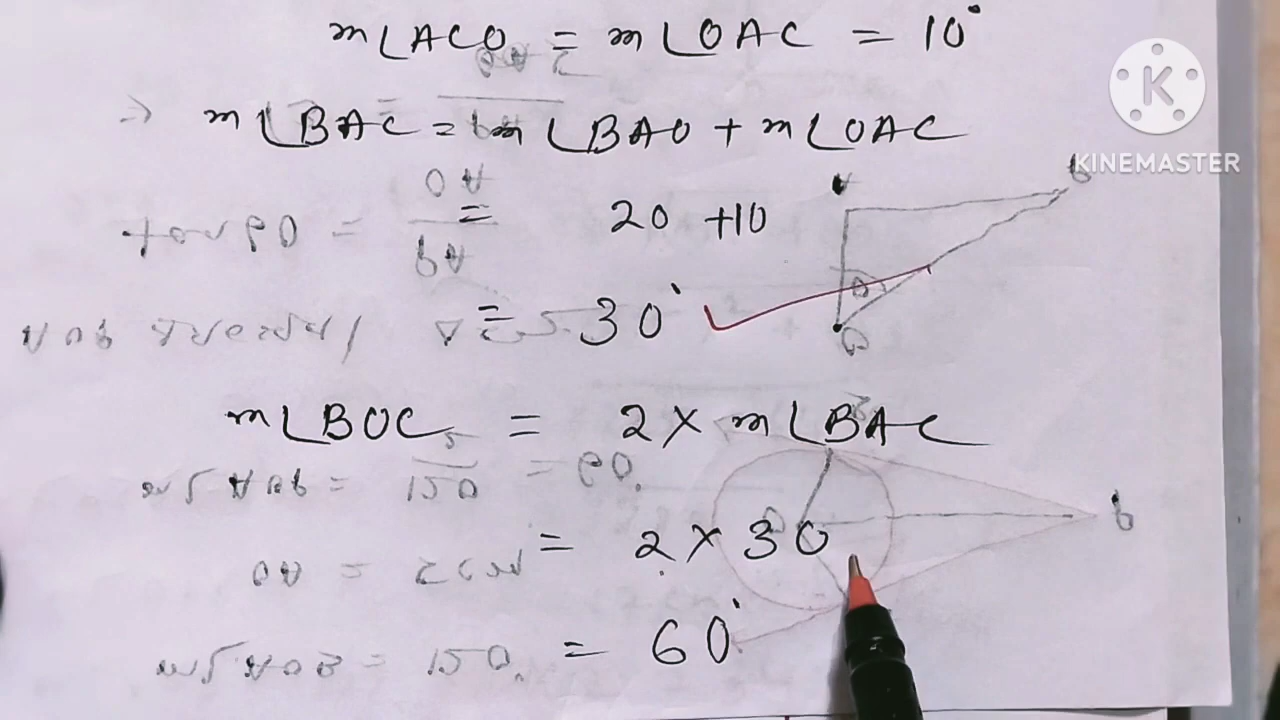 m∠ACO = m∠OAC = 10°
⇒ m∠BAC = m∠BAO + m∠OAC
= 20 + 10
= 30°
m∠BOC = 2 × m∠BAC
= 2 × 30
= 60°
K
KINEMASTER